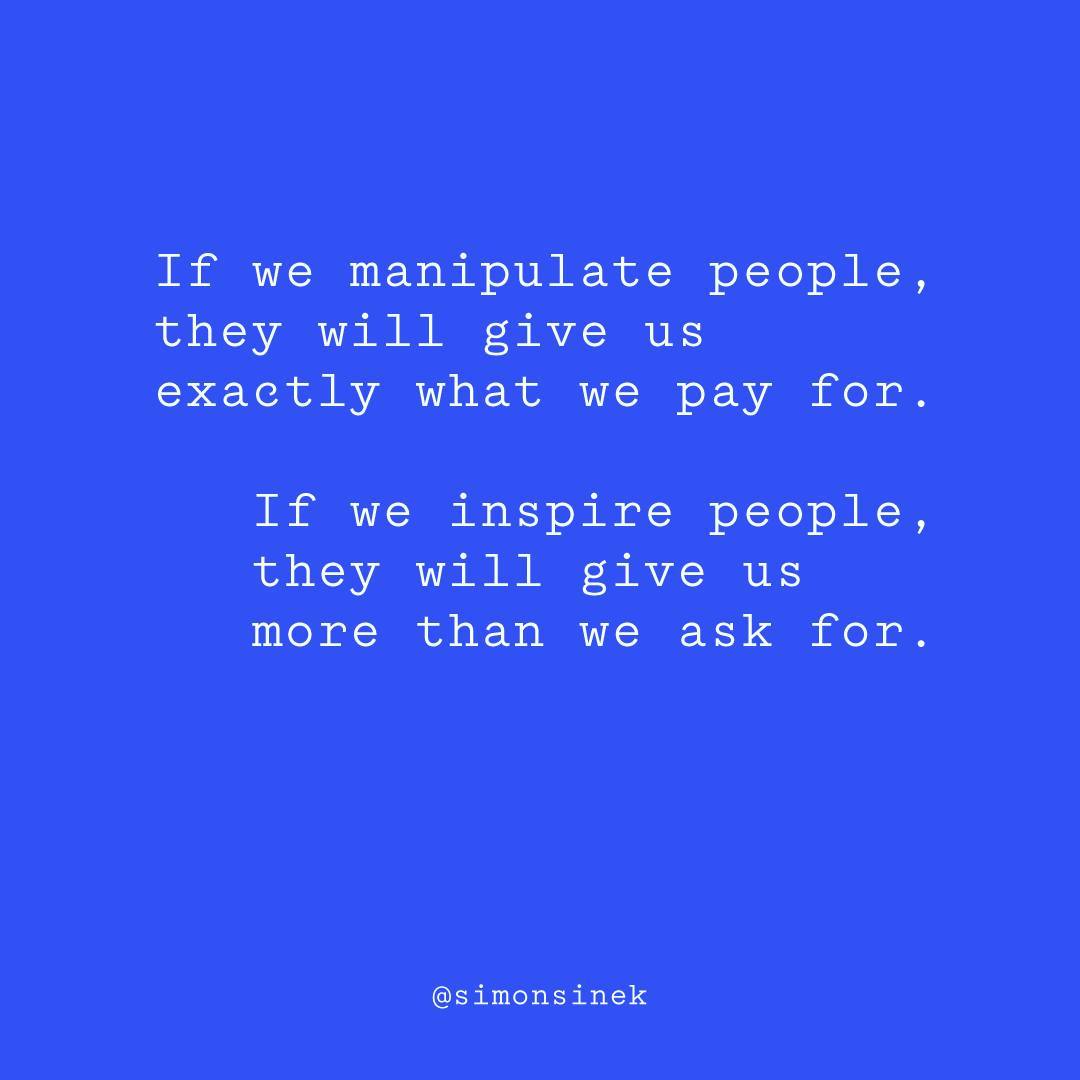 If we manipulate people,
they will give us
exactly what we pay for.
If we inspire people,
they will give us
more than we ask for.
@simonsinek